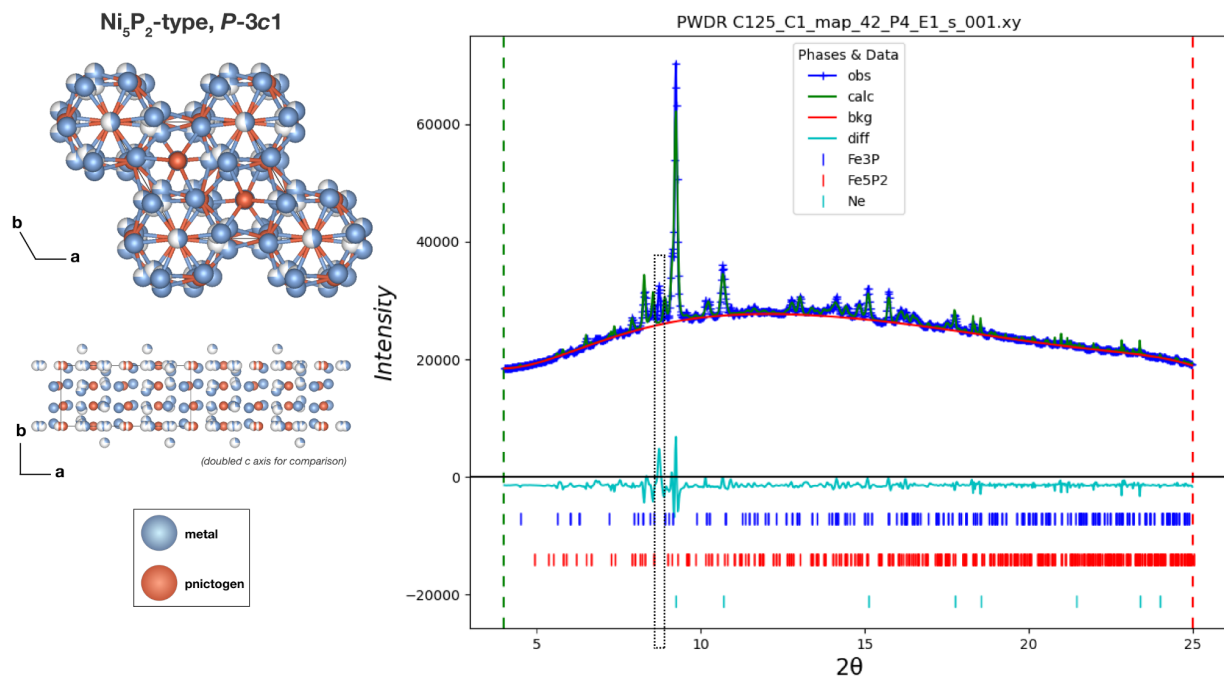 Ni₅P₂-type, P-3c1
b
a
b
a
(doubled c axis for comparison)
metal
pnictogen
PWDR C125_C1_map_42_P4_E1_s_001.xy
Phases & Data
obs
calc
bkg
diff
Fe3P
Fe5P2
Ne
Intensity
60000
40000
20000
0
−20000
5
10
15
20
25
2θ